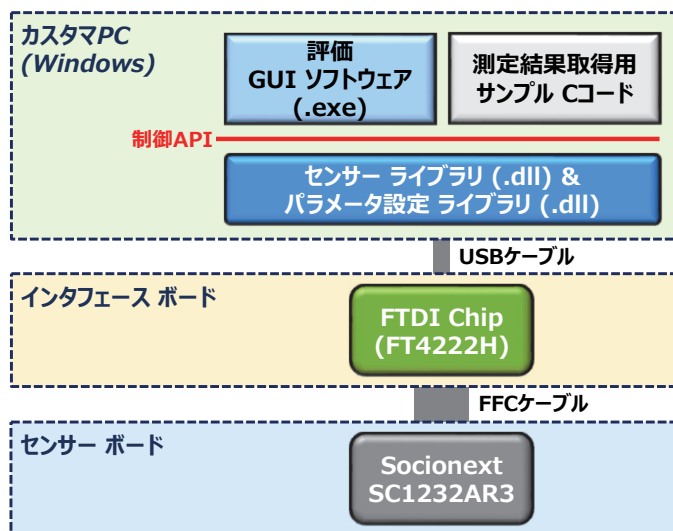 カスタマPC
(Windows)
評価
GUI ソフトウェア
(.exe)
測定結果取得用
サンプル Cコード
制御API
センサー ライブラリ (.dll) &
パラメータ設定 ライブラリ (.dll)
USBケーブル
インタフェース ボード
FTDI Chip
(FT4222H)
FFCケーブル
センサー ボード
Socionext
SC1232AR3